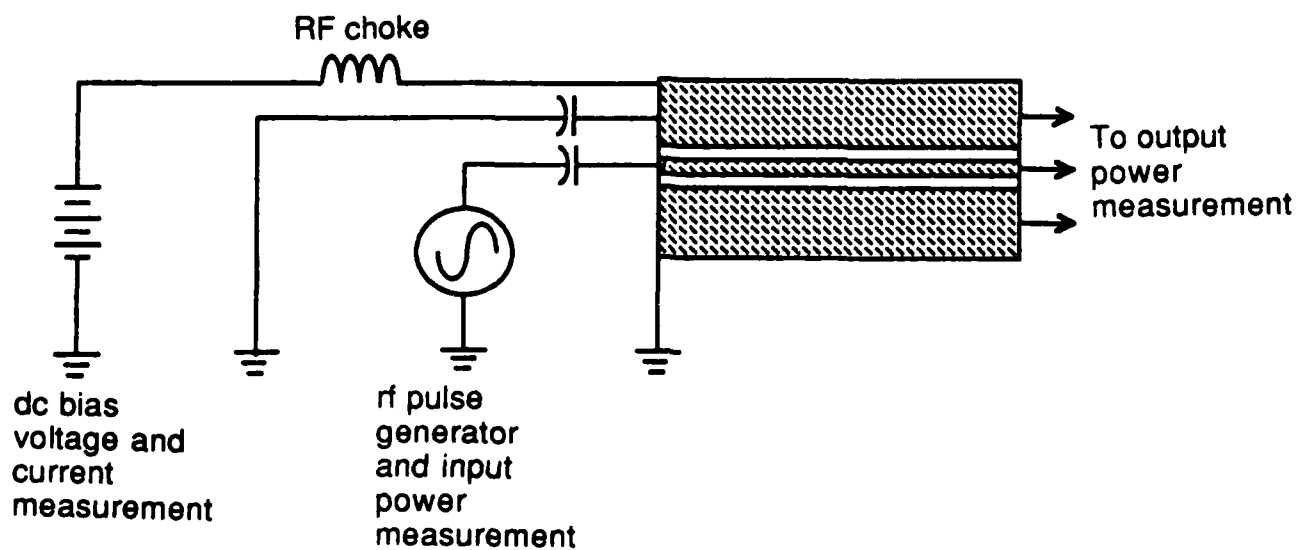 RF choke
To output
power
measurement
dc bias
voltage and
current
measurement
rf pulse
generator
and input
power
measurement